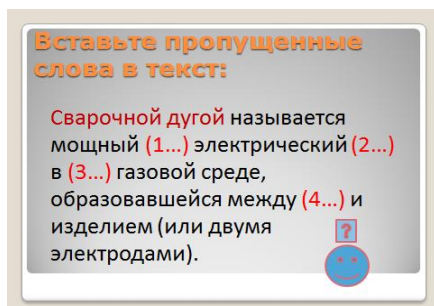 Вставьте пропущенные
слова в текст:
Сварочной дугой называется
мощный (1...) электрический (2...)
в (3...) газовой среде,
образовавшейся между (4...) и
изделием (или двумя
электродами).
?